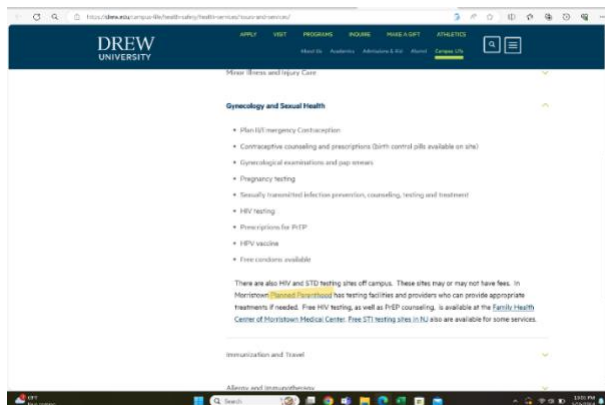 https://drew.edu/campus-life/health-safety/health-services/hours-and-services/
APPLY VISIT PROGRAMS INQUIRE MAKE A GIFT ATHLETICS
DREW
UNIVERSITY
About Us Academics Admissions & Aid Alumni Campus Life
Minor Illness and Injury Care
Gynecology and Sexual Health
• Plan B/Emergency Contraception
• Contraceptive counseling and prescriptions (birth control pills available on site)
• Gynecological examinations and pap smears
• Pregnancy testing
• Sexually transmitted infection prevention, counseling, testing and treatment
• HIV testing
• Prescriptions for PrEP
• HPV vaccine
• Free condoms available
There are also HIV and STD testing sites off campus. These sites may or may not have fees. In
Morristown Planned Parenthood has testing facilities and providers who can provide appropriate
treatments if needed. Free HIV testing, as well as PrEP counseling, is available at the Family Health
Center of Morristown Medical Center. Free STI testing sites in NJ also are available for some services.
Immunization and Travel
Allergy and Immunotherapy
Search